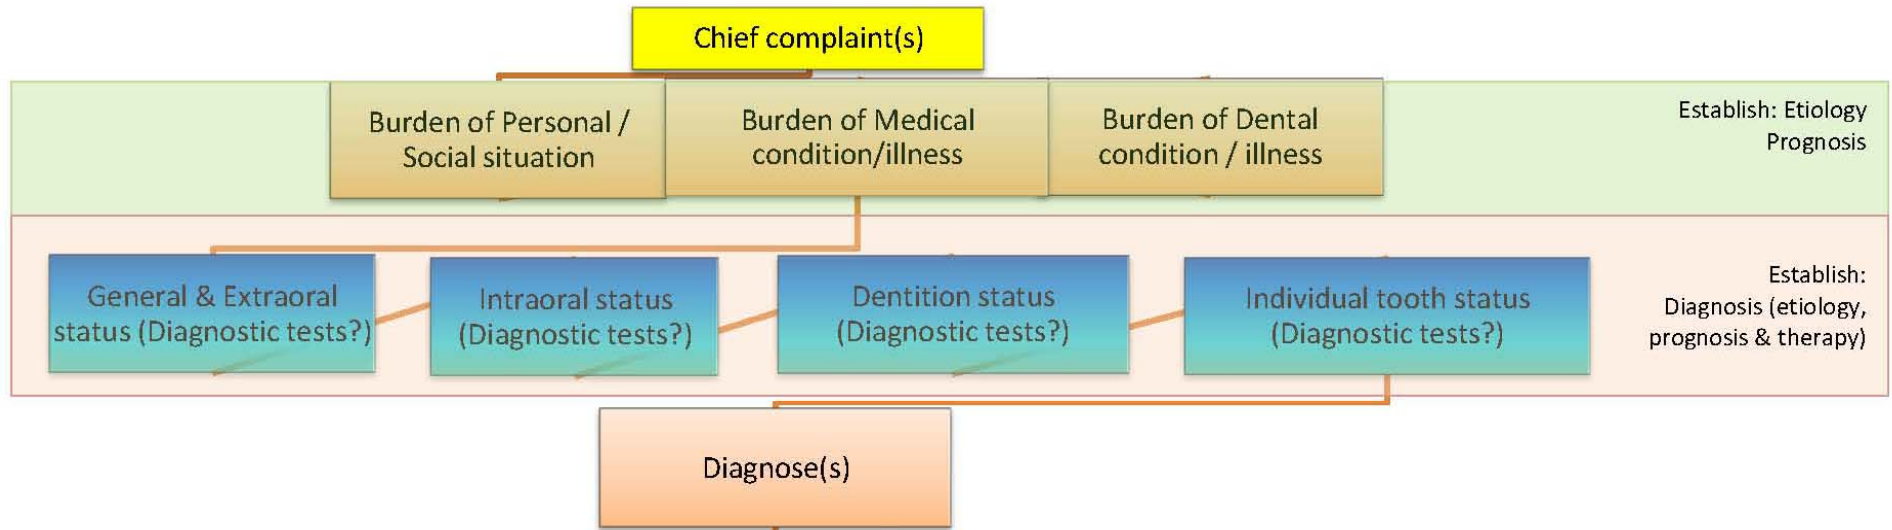 Chief complaint(s)
Burden of Personal /
Social situation
Burden of Medical
condition/illness
Burden of Dental
condition / illness
Establish: Etiology
Prognosis
General & Extraoral
status (Diagnostic tests?)
Intraoral status
(Diagnostic tests?)
Dentition status
(Diagnostic tests?)
Individual tooth status
(Diagnostic tests?)
Establish:
Diagnosis (etiology,
prognosis & therapy)
Diagnose(s)